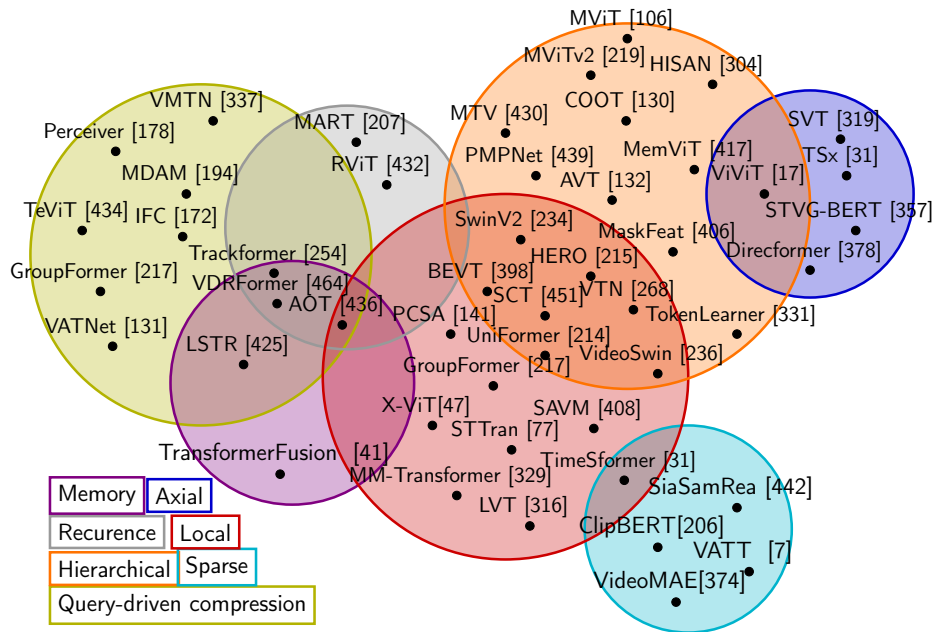 MViT [106]
MViTv2 [219]
HISAN [304]
VMTN [337]
COOT [130]
MTV [430]
SVT [319]
MART [207]
Perceiver [178]
MemViT [417]
TSx [31]
PMPNet [439]
RViT [432]
MDAM [194]
AVT [132]
ViViT [17]
TeViT [434]
IFC [172]
SwinV2 [234]
STVG-BERT [357]
MaskFeat [406]
Trackformer [254]
HERO [215]
Direcformer [378]
GroupFormer [217]
VDRFormer [464]
BEVT [398]
AOT [436]
SCT [451]
VTN [268]
VATNet [131]
PCSA [141]
TokenLearner [331]
UniFormer [214]
LSTR [425]
VideoSwin [236]
GroupFormer [217]
X-ViT[47]
SAVM [408]
STTran [77]
TransformerFusion [41]
TimeSformer [31]
MM-Transformer [329]
SiaSamRea [442]
LVT [316]
ClipBERT[206]
VATT [7]
VideoMAE[374]
Memory
Axial
Recurence
Local
Hierarchical
Sparse
Query-driven compression